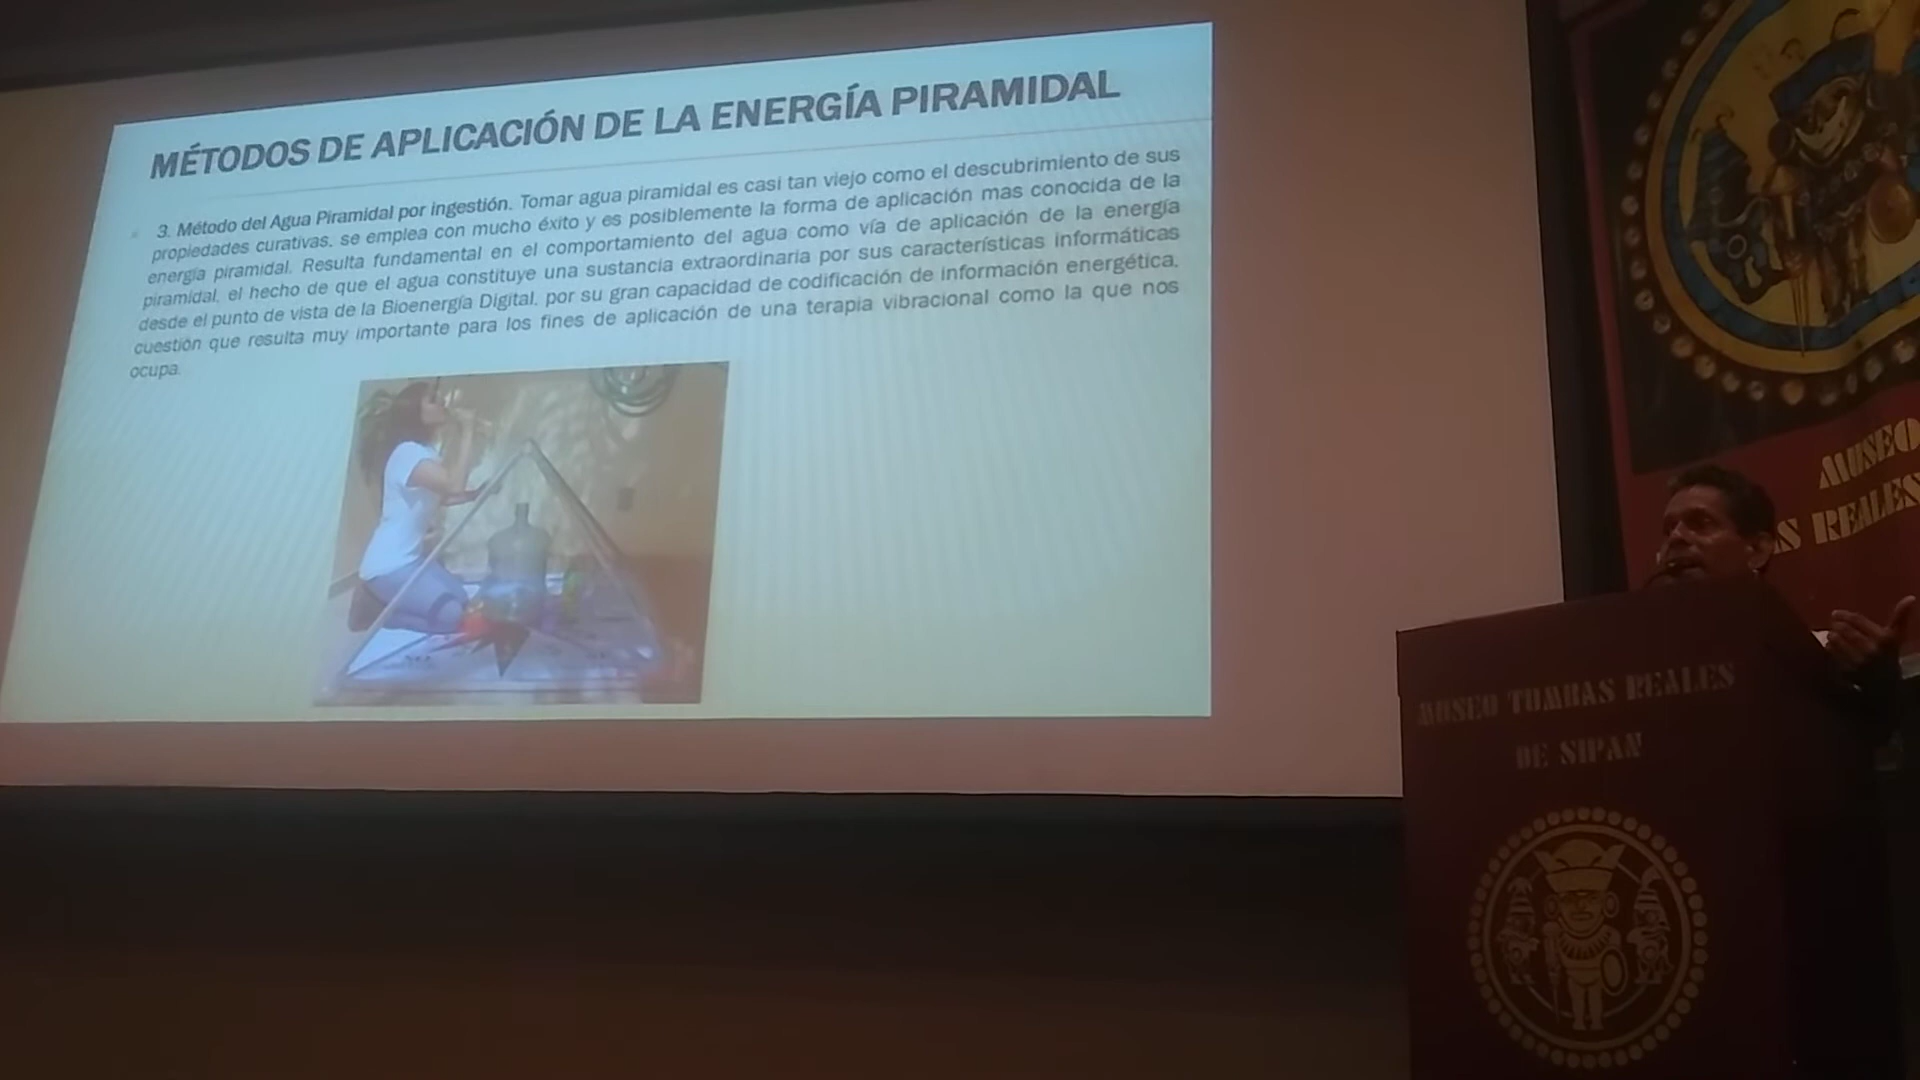 MÉTODOS DE APLICACIÓN DE LA ENERGÍA PIRAMIDAL
3. Método del Agua Piramidal por ingestión. Tomar agua piramidal es casi tan viejo como el descubrimiento de sus
propiedades curativas, se emplea con mucho éxito y es posiblemente la forma de aplicación mas conocida de la
energía piramidal. Resulta fundamental en el comportamiento del agua como vía de aplicación de la energía
piramidal, el hecho de que el agua constituye una sustancia extraordinaria por sus características informáticas
desde el punto de vista de la Bioenergía Digital, por su gran capacidad de codificación de información energética,
cuestión que resulta muy importante para los fines de aplicación de una terapia vibracional como la que nos
ocupa.
MUSEO
S REALES
MUSEO TUMBAS REALES
DE SIPAN